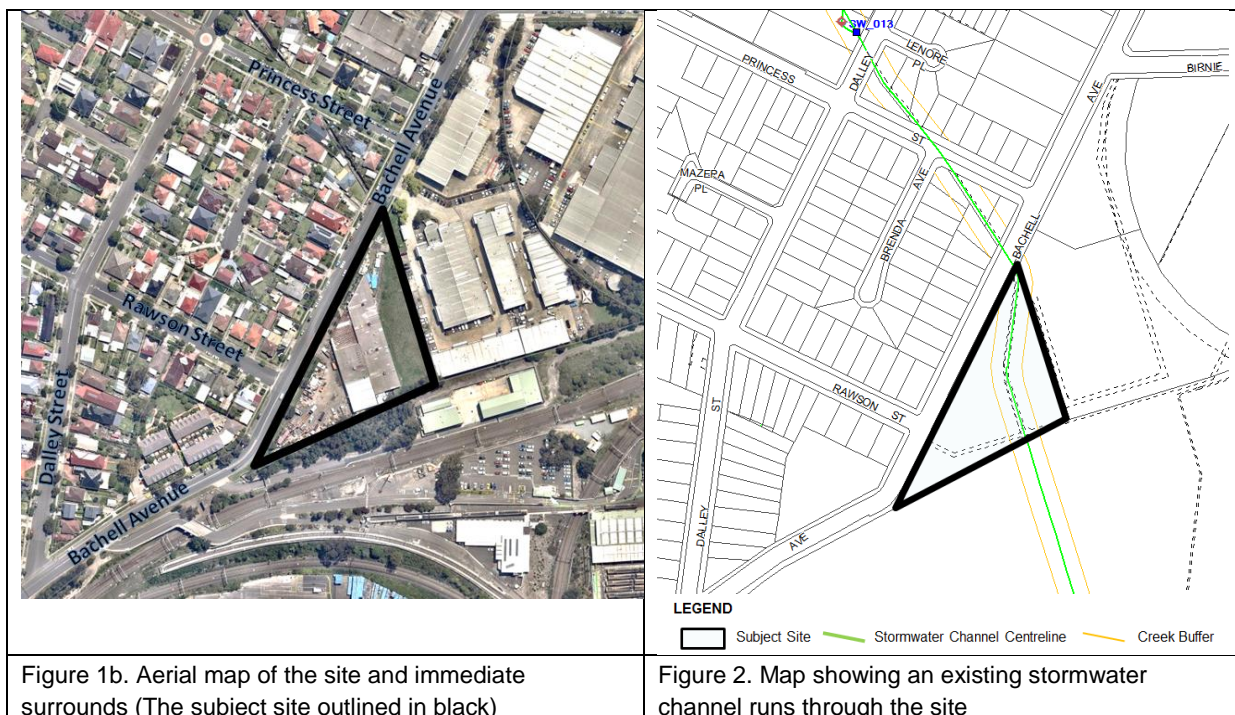 Princess Street
Bachell Avenue
Rawson Street
Dalley Street
Bachell Avenue
SW_013
LENORE
PL
DALLEY
PRINCESS
ST
AVE
BIRNIE
MAZEPA
PL
BRENDA
AVE
BACHELL
RAWSON
ST
ST
DALLEY
AVE
LEGEND
Subject Site
Stormwater Channel Centreline
Creek Buffer
Figure 1b. Aerial map of the site and immediate
surrounds (The subject site outlined in black)
Figure 2. Map showing an existing stormwater
channel runs through the site